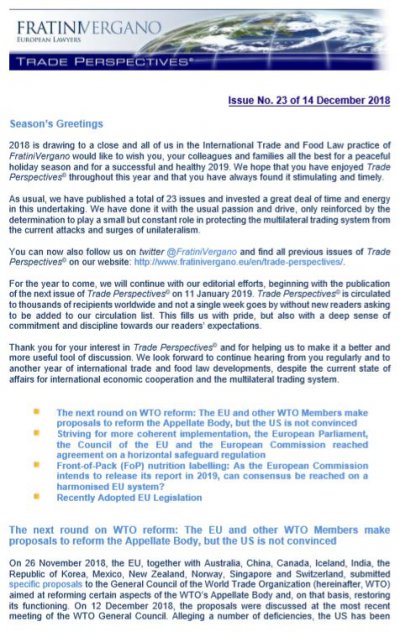 FRATINIVERGANO
EUROPEAN LAWYERS
TRADE PERSPECTIVES®
Issue No. 23 of 14 December 2018
Season's Greetings
2018 is drawing to a close and all of us in the International Trade and Food Law practice of
FratiniVergano would like to wish you, your colleagues and families all the best for a peaceful
holiday season and for a successful and healthy 2019. We hope that you have enjoyed Trade
Perspectives® throughout this year and that you have always found it stimulating and timely.
As usual, we have published a total of 23 issues and invested a great deal of time and energy
in this undertaking. We have done it with the usual passion and drive, only reinforced by the
determination to play a small but constant role in protecting the multilateral trading system from
the current attacks and surges of unilateralism.
You can now also follow us on twitter @FratiniVergano and find all previous issues of Trade
Perspectives® on our website: http://www.fratinivergano.eu/en/trade-perspectives/.
For the year to come, we will continue with our editorial efforts, beginning with the publication
of the next issue of Trade Perspectives® on 11 January 2019. Trade Perspectives® is circulated
to thousands of recipients worldwide and not a single week goes by without new readers asking
to be added to our circulation list. This fills us with pride, but also with a deep sense of
commitment and discipline towards our readers' expectations.
Thank you for your interest in Trade Perspectives® and for helping us to make it a better and
more useful tool of discussion. We look forward to continue hearing from you regularly and to
another year of international trade and food law developments, despite the current state of
affairs for international economic cooperation and the multilateral trading system.
The next round on WTO reform: The EU and other WTO Members make
proposals to reform the Appellate Body, but the US is not convinced
Striving for more coherent implementation, the European Parliament,
the Council of the EU and the European Commission reached
agreement on a horizontal safeguard regulation
Front-of-Pack (FoP) nutrition labelling: As the European Commission
intends to release its report in 2019, can consensus be reached on a
harmonised EU system?
Recently Adopted EU Legislation
The next round on WTO reform: The EU and other WTO Members make
proposals to reform the Appellate Body, but the US is not convinced
On 26 November 2018, the EU, together with Australia, China, Canada, Iceland, India, the
Republic of Korea, Mexico, New Zealand, Norway, Singapore and Switzerland, submitted
specific proposals to the General Council of the World Trade Organization (hereinafter, WTO)
aimed at reforming certain aspects of the WTO's Appellate Body and, on that basis, restoring
its functioning. On 12 December 2018, the proposals were discussed at the most recent
meeting of the WTO General Council. Alleging a number of deficiencies, the US has been